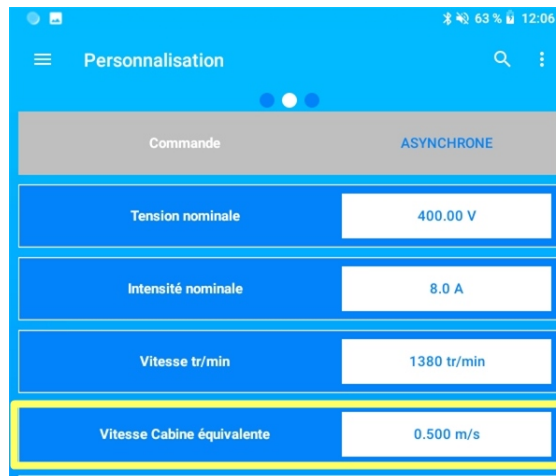 63 % 12:06
Personnalisation
Commande ASYNCHRONE
Tension nominale 400.00 V
Intensité nominale 8.0 A
Vitesse tr/min 1380 tr/min
Vitesse Cabine équivalente 0.500 m/s